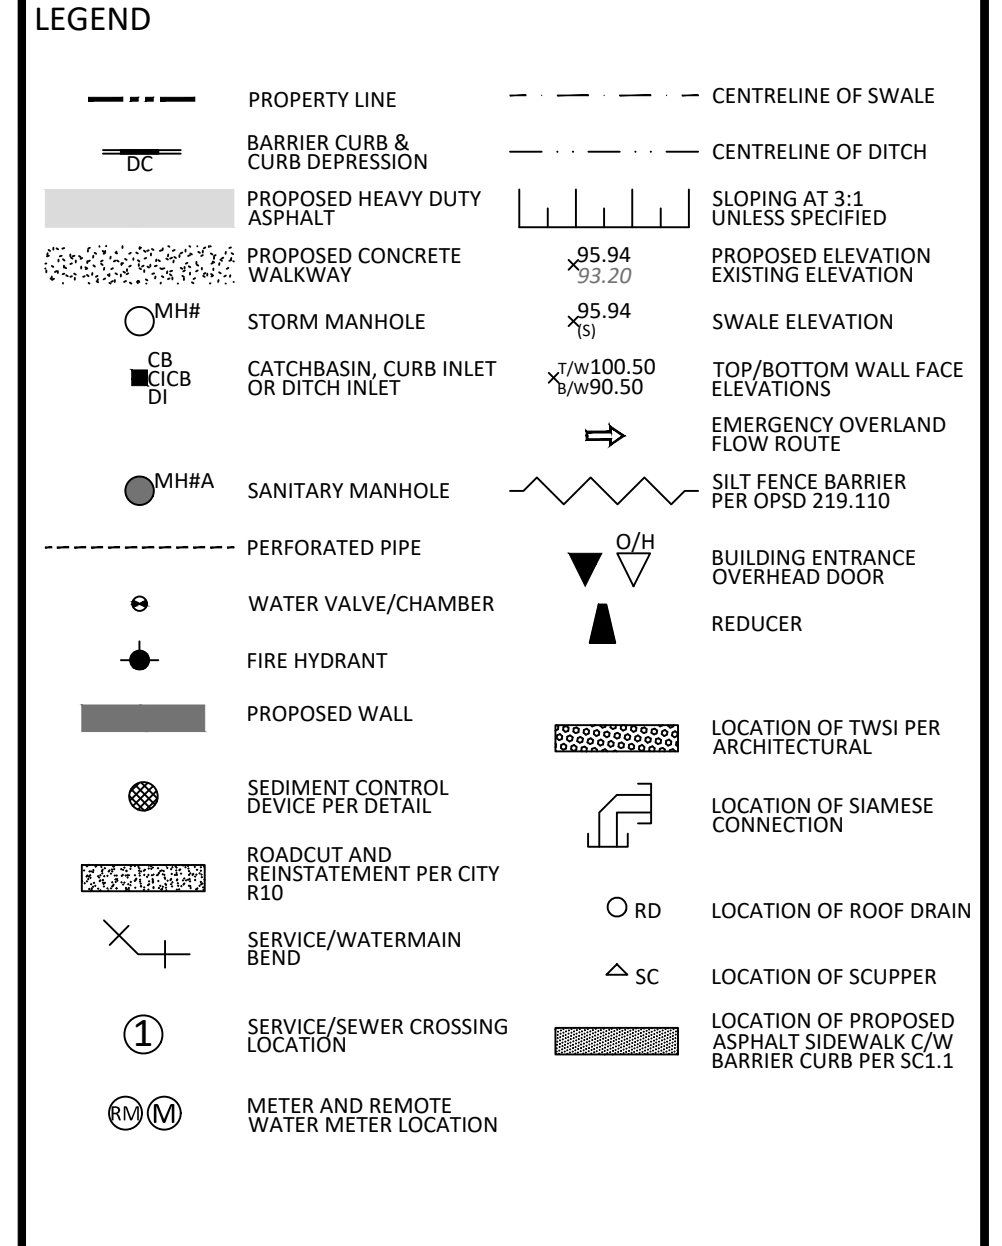 LEGEND
PROPERTY LINE
DC
BARRIER CURB &
CURB DEPRESSION
PROPOSED HEAVY DUTY
ASPHALT
PROPOSED CONCRETE
WALKWAY
MH#
STORM MANHOLE
CB
CICB
DI
CATCHBASIN, CURB INLET
OR DITCH INLET
MH#A
SANITARY MANHOLE
PERFORATED PIPE
WATER VALVE/CHAMBER
FIRE HYDRANT
PROPOSED WALL
SEDIMENT CONTROL
DEVICE PER DETAIL
ROADCUT AND
REINSTATEMENT PER CITY
R10
SERVICE/WATERMAIN
BEND
1
SERVICE/SEWER CROSSING
LOCATION
RM M
METER AND REMOTE
WATER METER LOCATION
CENTRELINE OF SWALE
CENTRELINE OF DITCH
SLOPING AT 3:1
UNLESS SPECIFIED
95.94
93.20
PROPOSED ELEVATION
EXISTING ELEVATION
95.94
(S)
SWALE ELEVATION
T/W100.50
B/W90.50
TOP/BOTTOM WALL FACE
ELEVATIONS
EMERGENCY OVERLAND
FLOW ROUTE
SILT FENCE BARRIER
PER OPSD 219.110
O/H
BUILDING ENTRANCE
OVERHEAD DOOR
REDUCER
LOCATION OF TWSI PER
ARCHITECTURAL
LOCATION OF SIAMESE
CONNECTION
RD
LOCATION OF ROOF DRAIN
SC
LOCATION OF SCUPPER
LOCATION OF PROPOSED
ASPHALT SIDEWALK C/W
BARRIER CURB PER SC1.1